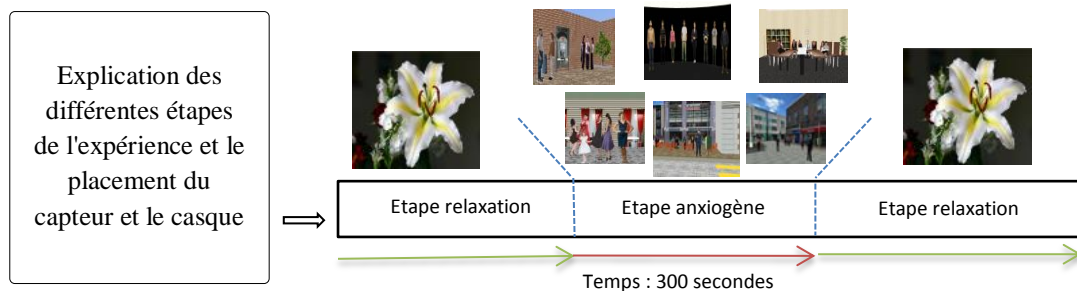 Explication des
différentes étapes
de l'expérience et le
placement du
capteur et le casque
Etape relaxation
Etape anxiogène
Etape relaxation
Temps : 300 secondes